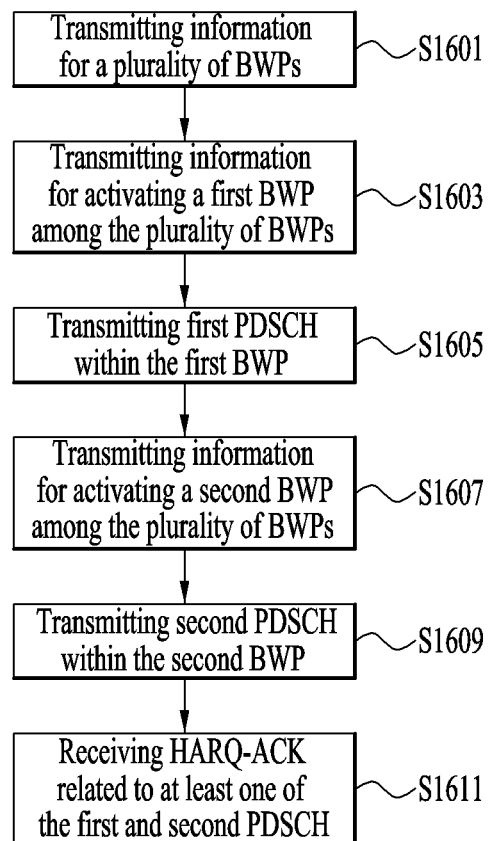 Transmitting information
for a plurality of BWPs
S1601
Transmitting information
for activating a first BWP
among the plurality of BWPs
S1603
Transmitting first PDSCH
within the first BWP
S1605
Transmitting information
for activating a second BWP
among the plurality of BWPs
S1607
Transmitting second PDSCH
within the second BWP
S1609
Receiving HARQ-ACK
related to at least one of
the first and second PDSCH
S1611